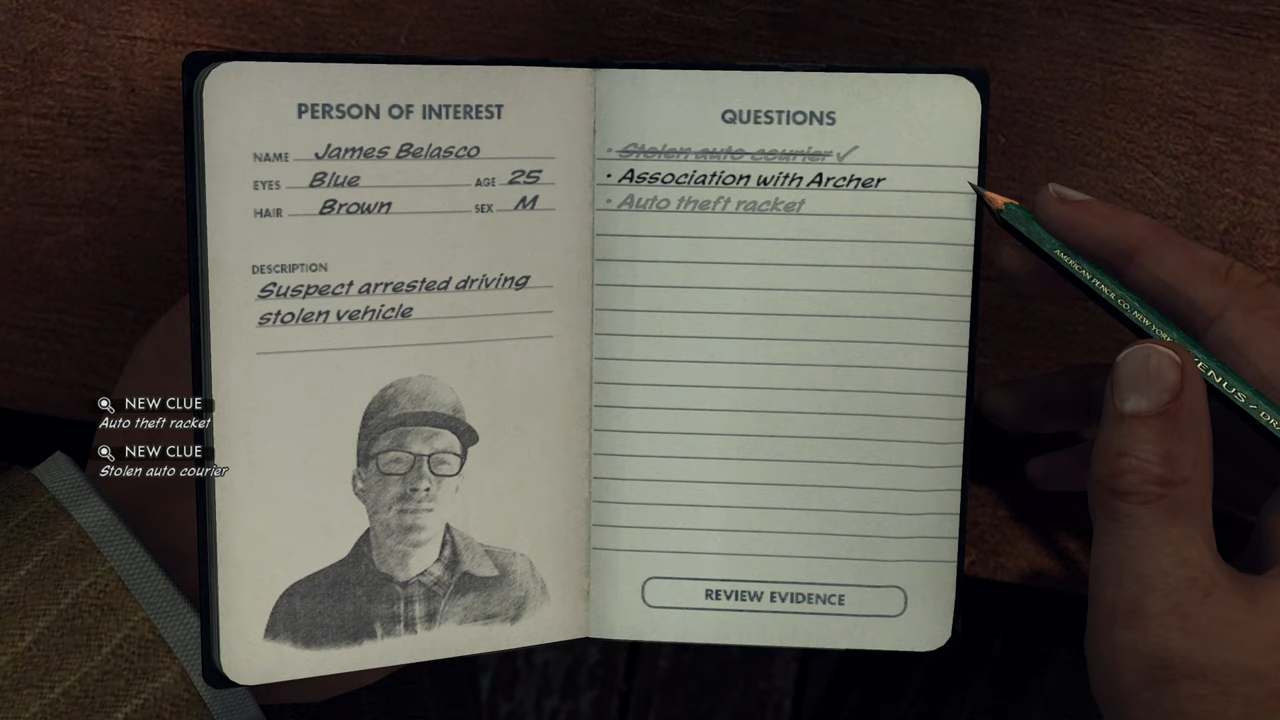 PERSON OF INTEREST
NAME James Belasco
EYES Blue AGE 25
HAIR Brown SEX M
DESCRIPTION
Suspect arrested driving
stolen vehicle
QUESTIONS
· Stolen auto courier ✓
· Association with Archer
· Auto theft racket
REVIEW EVIDENCE
NEW CLUE
Auto theft racket
NEW CLUE
Stolen auto courier
AMERICAN PENCIL CO. NEW YORK
VENUS / DRA